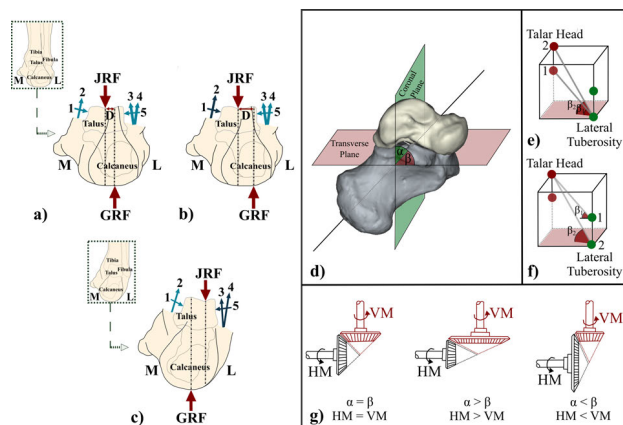 Tibia
Talus
Fibula
Calcaneus
M
L
JRF
2
1
3
4
5
D
Talus
M
Calcaneus
L
GRF
a)
JRF
2
1
3
4
5
D
Talus
M
Calcaneus
L
GRF
b)
Tibia
Talus
Fibula
Calcaneus
M
L
JRF
2
1
3
4
5
Talus
Calcaneus
M
L
GRF
c)
Coronal
Plane
Transverse
Plane
α
β
d)
Talar Head
2
1
e)
Lateral
Tuberosity
Talar Head
β₁
1
β₂
2
f)
Lateral
Tuberosity
VM
HM
α = β
HM = VM
VM
HM
α > β
HM > VM
VM
HM
α < β
HM < VM
g)